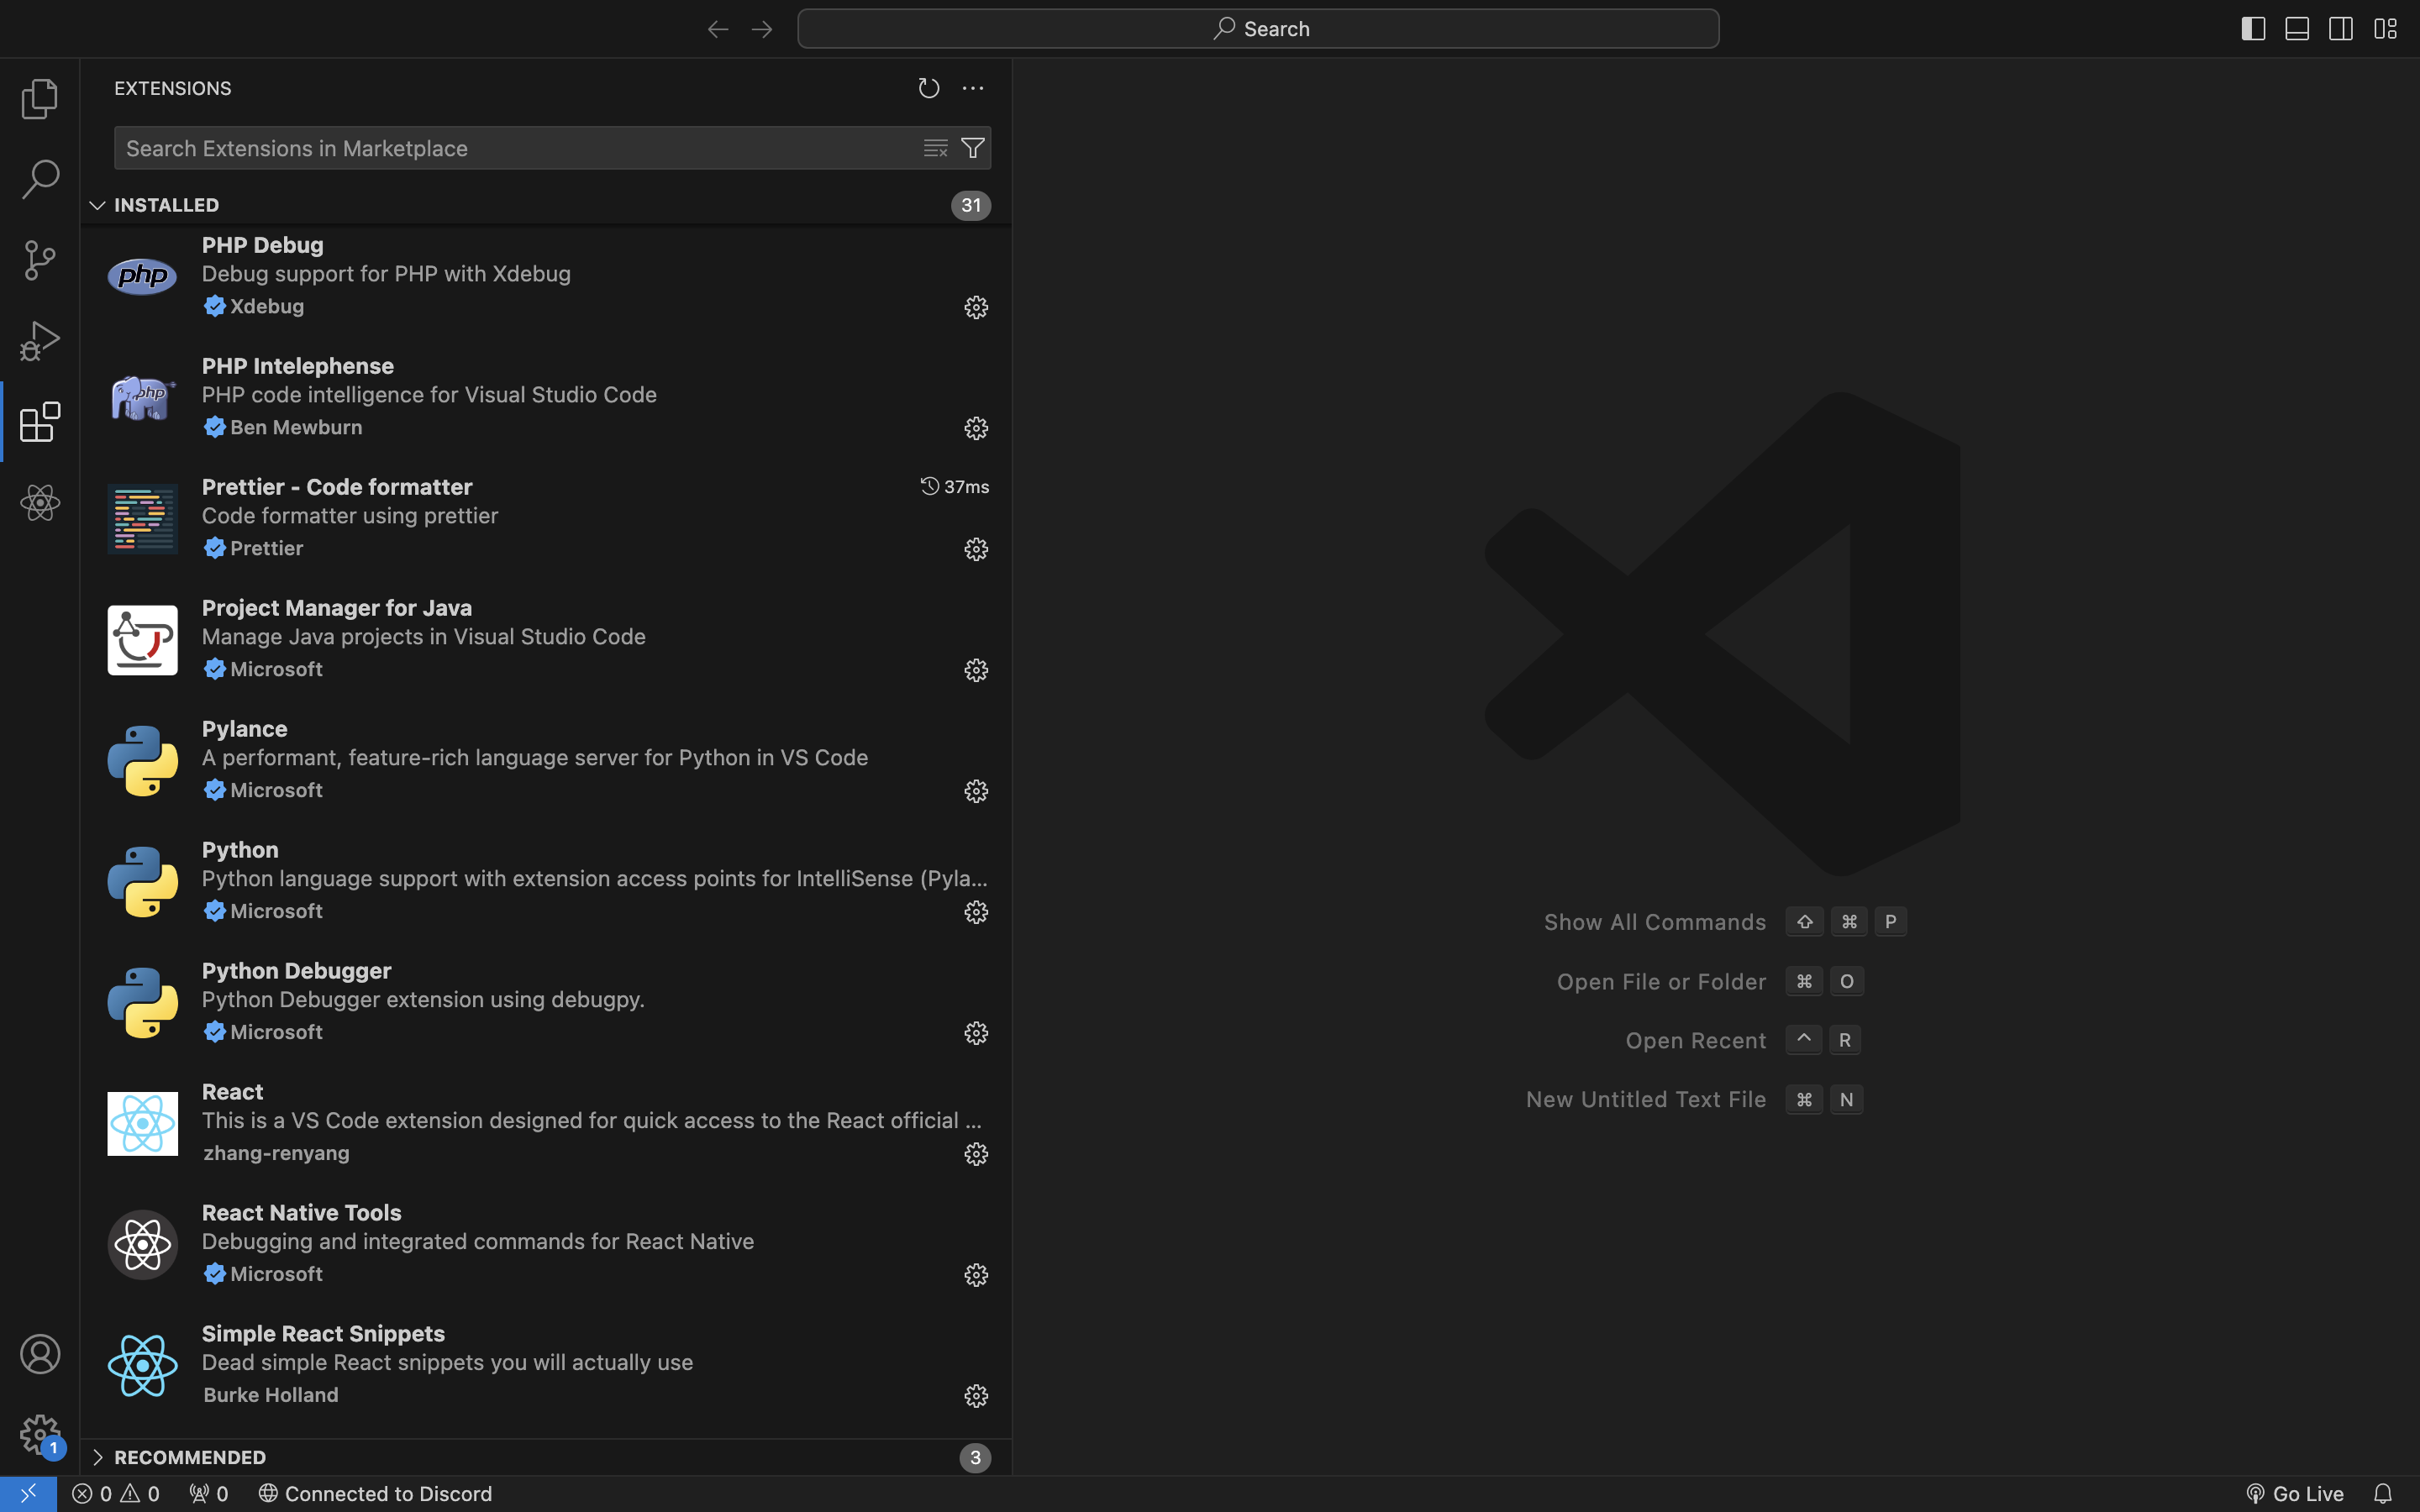 Search
EXTENSIONS
Search Extensions in Marketplace
INSTALLED 31
PHP Debug
Debug support for PHP with Xdebug
Xdebug
php
PHP Intelephense
PHP code intelligence for Visual Studio Code
Ben Mewburn
php
Prettier - Code formatter 37ms
Code formatter using prettier
Prettier
Project Manager for Java
Manage Java projects in Visual Studio Code
Microsoft
Pylance
A performant, feature-rich language server for Python in VS Code
Microsoft
Python
Python language support with extension access points for IntelliSense (Pyla...
Microsoft
Python Debugger
Python Debugger extension using debugpy.
Microsoft
React
This is a VS Code extension designed for quick access to the React official ...
zhang-renyang
React Native Tools
Debugging and integrated commands for React Native
Microsoft
Simple React Snippets
Dead simple React snippets you will actually use
Burke Holland
RECOMMENDED 3
Show All Commands ⇧ ⌘ P
Open File or Folder ⌘ O
Open Recent ^ R
New Untitled Text File ⌘ N
1
0 0 0 Connected to Discord
Go Live